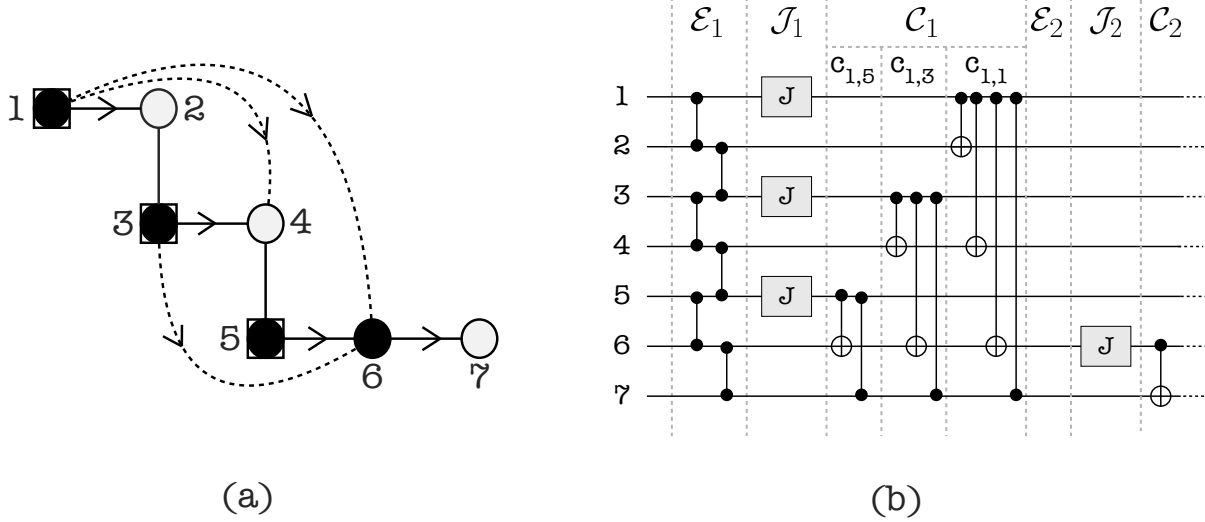 1
2
3
4
5
6
7
(a)
ℰ₁ 𝒥₁ 𝒞₁ ℰ₂ 𝒥₂ 𝒞₂
c₁,₅ c₁,₃ c₁,₁
1 J
2
3 J
4
5 J
6 J
7
(b)